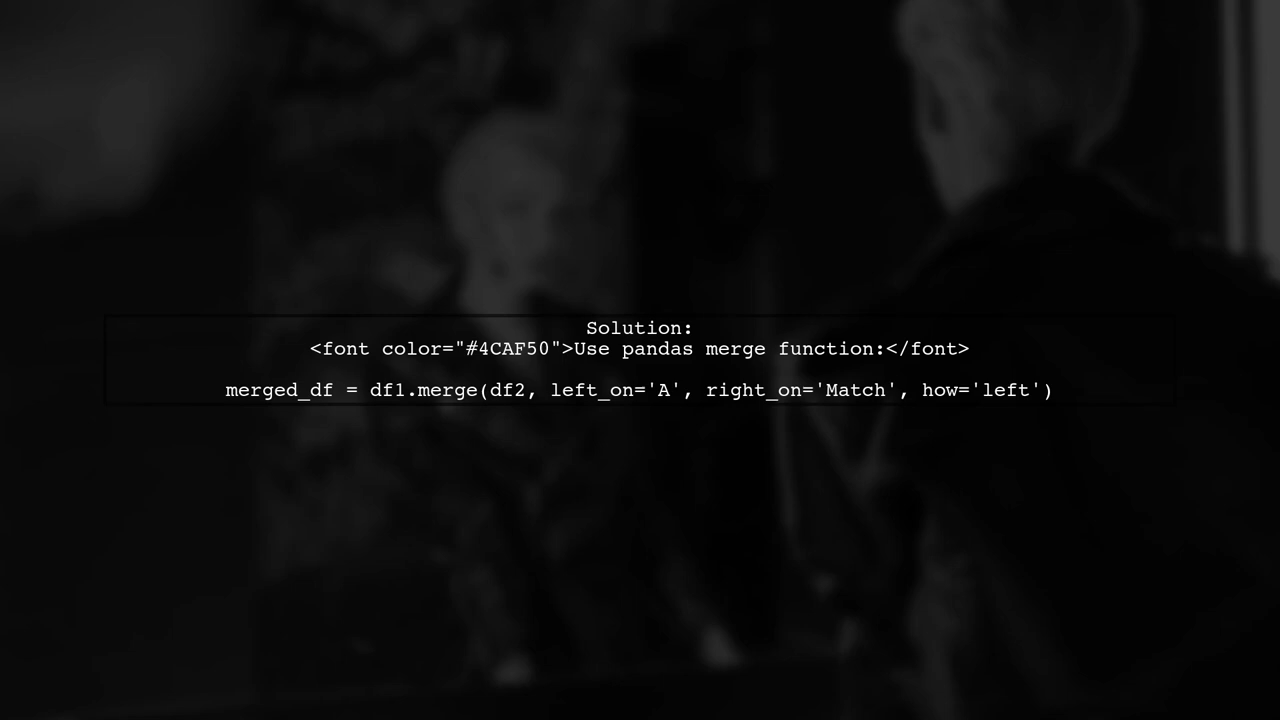 Solution:
<font color="#4CAF50">Use pandas merge function:</font>
merged_df = df1.merge(df2, left_on='A', right_on='Match', how='left')